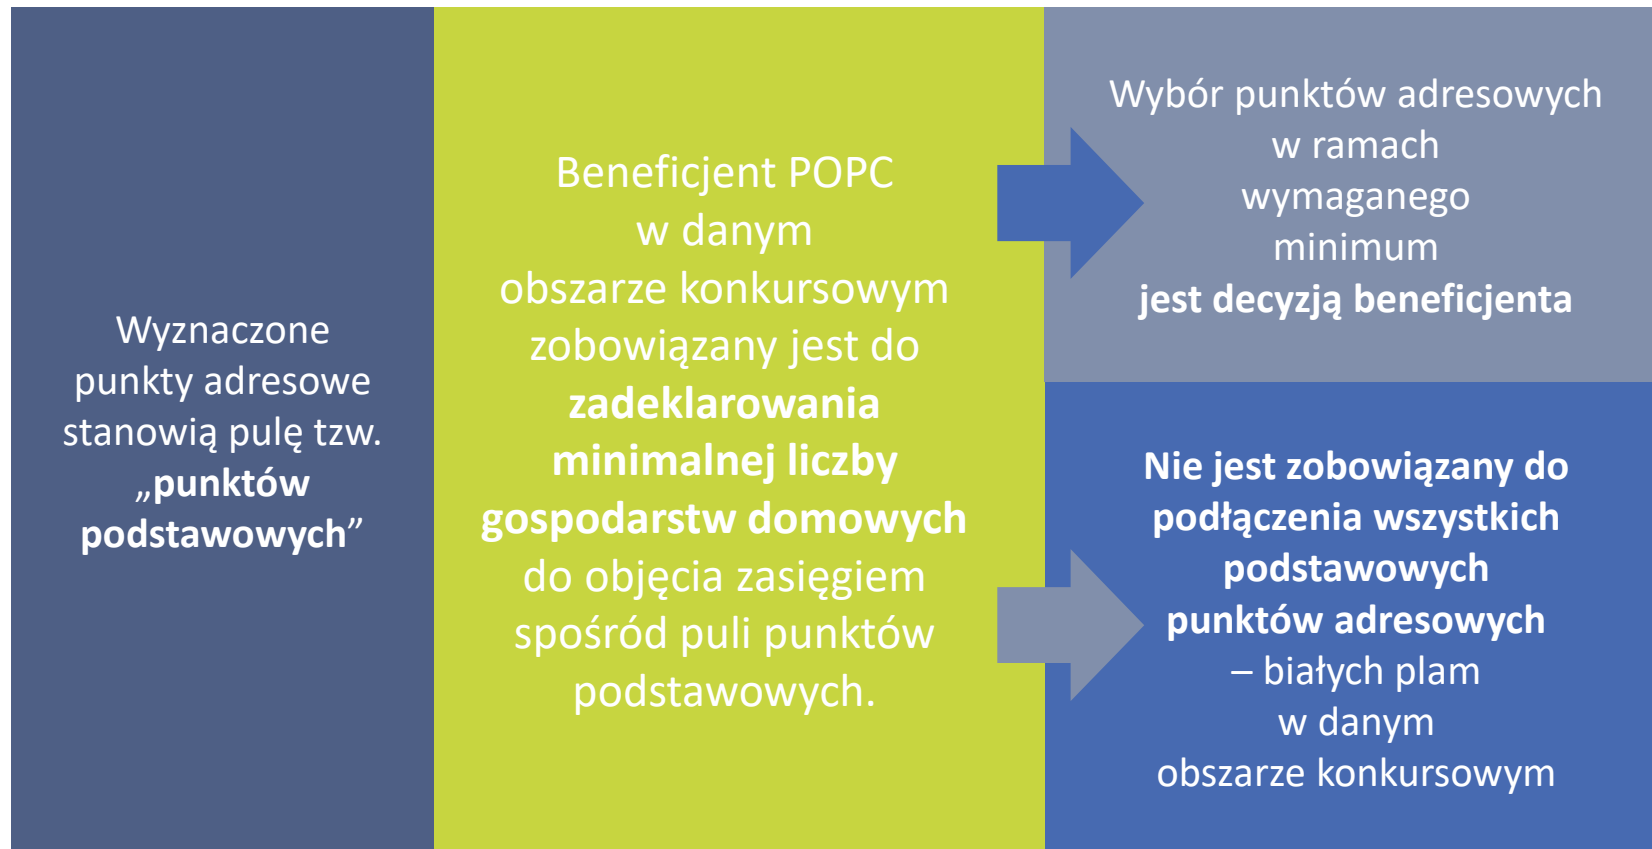 Wyznaczone
punkty adresowe
stanowią pulę tzw.
„punktów
podstawowych”
Beneficjent POPC
w danym
obszarze konkursowym
zobowiązany jest do
zadeklarowania
minimalnej liczby
gospodarstw domowych
do objęcia zasięgiem
spośród puli punktów
podstawowych.
Wybór punktów adresowych
w ramach
wymaganego
minimum
jest decyzją beneficjenta
Nie jest zobowiązany do
podłączenia wszystkich
podstawowych
punktów adresowych
– białych plam
w danym
obszarze konkursowym